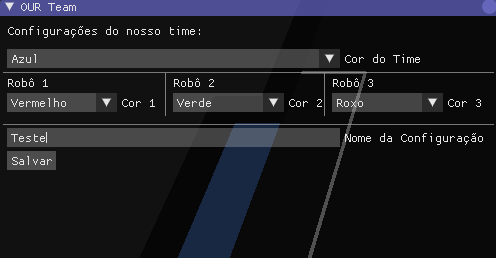 OUR Team
Configurações do nosso time:
Azul Cor do Time
Robô 1 Robô 2 Robô 3
Vermelho Cor 1 Verde Cor 2 Roxo Cor 3
Teste Nome da Configuração
Salvar